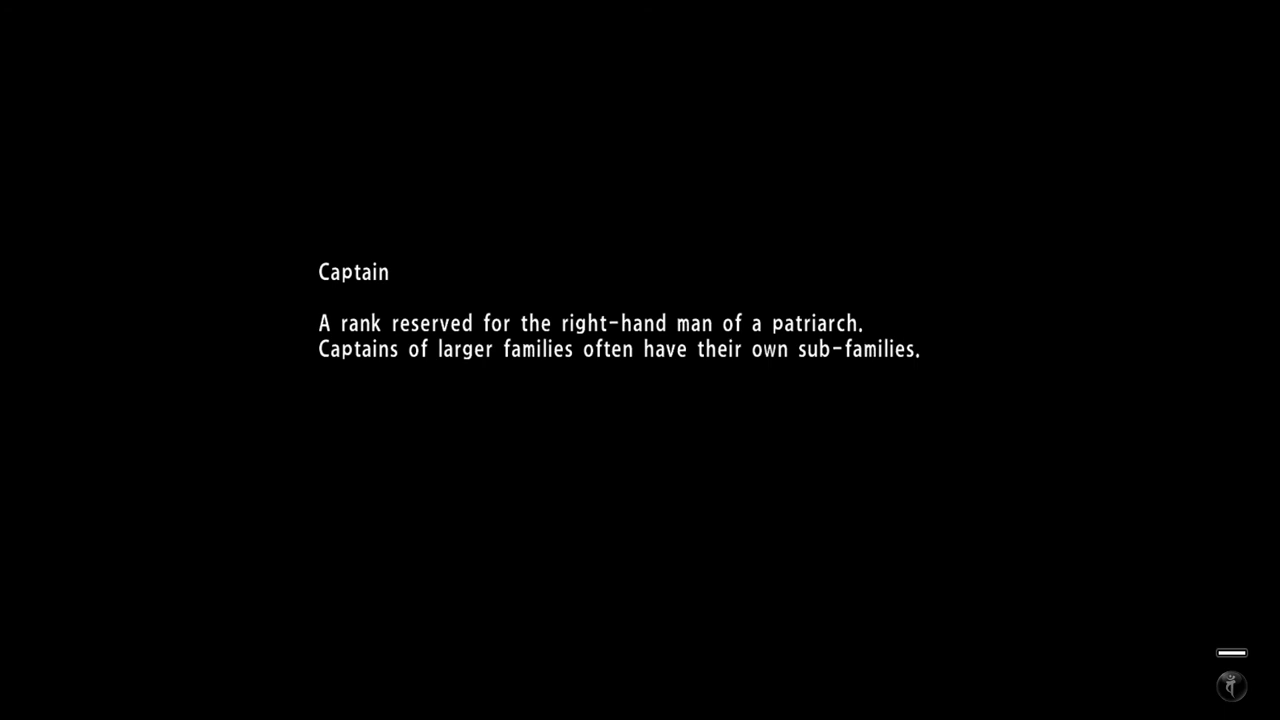 Captain
A rank reserved for the right-hand man of a patriarch.
Captains of larger families often have their own sub-families.